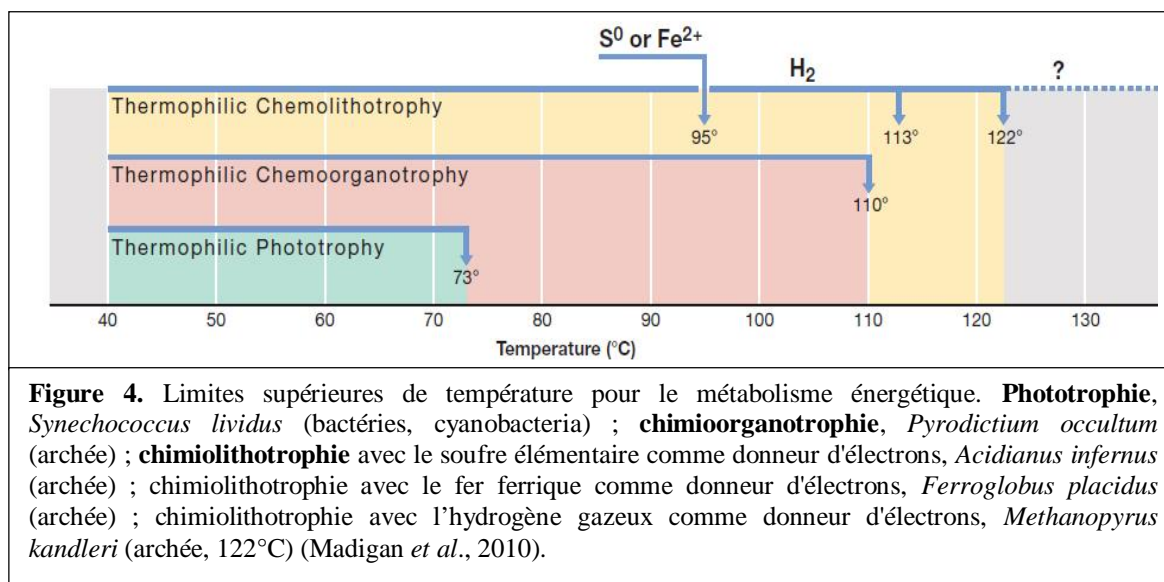 S⁰ or Fe²⁺
H₂
?
Thermophilic Chemolithotrophy
95°
113°
122°
Thermophilic Chemoorganotrophy
110°
Thermophilic Phototrophy
73°
40 50 60 70 80 90 100 110 120 130
Temperature (°C)
Figure 4. Limites supérieures de température pour le métabolisme énergétique. Phototrophie,
Synechococcus lividus (bactéries, cyanobacteria) ; chimioorganotrophie, Pyrodictium occultum
(archée) ; chimiolithotrophie avec le soufre élémentaire comme donneur d'électrons, Acidianus infernus
(archée) ; chimiolithotrophie avec le fer ferrique comme donneur d'électrons, Ferroglobus placidus
(archée) ; chimiolithotrophie avec l’hydrogène gazeux comme donneur d'électrons, Methanopyrus
kandleri (archée, 122°C) (Madigan et al., 2010).